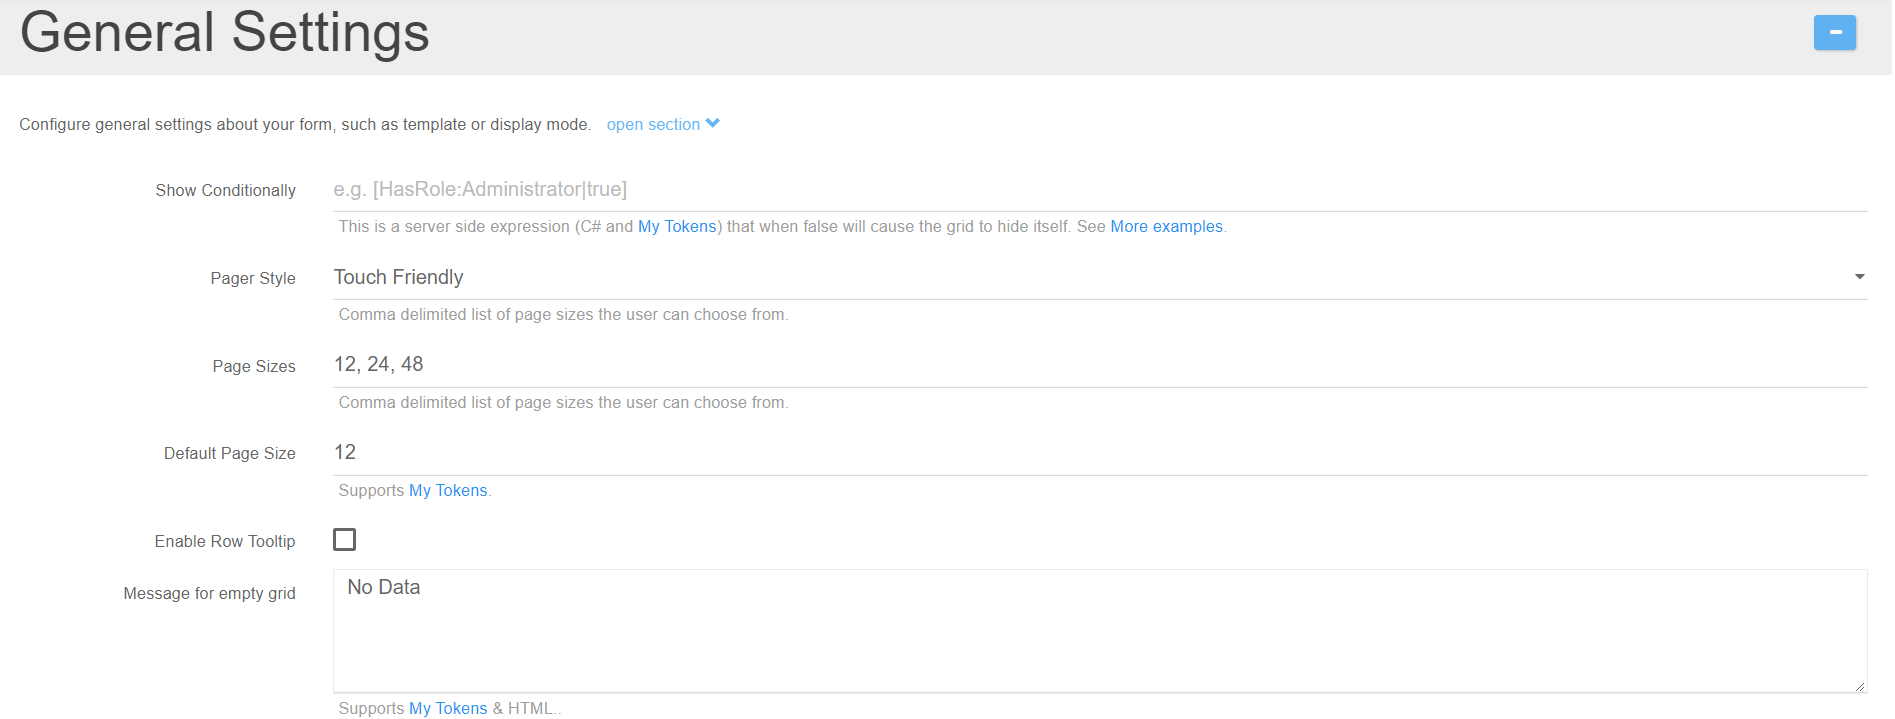 General Settings
Configure general settings about your form, such as template or display mode. open section
Show Conditionally
e.g. [HasRole:Administrator|true]
This is a server side expression (C# and My Tokens) that when false will cause the grid to hide itself. See More examples.
Pager Style
Touch Friendly
Comma delimited list of page sizes the user can choose from.
Page Sizes
12, 24, 48
Comma delimited list of page sizes the user can choose from.
Default Page Size
12
Supports My Tokens.
Enable Row Tooltip
Message for empty grid
No Data
Supports My Tokens & HTML..